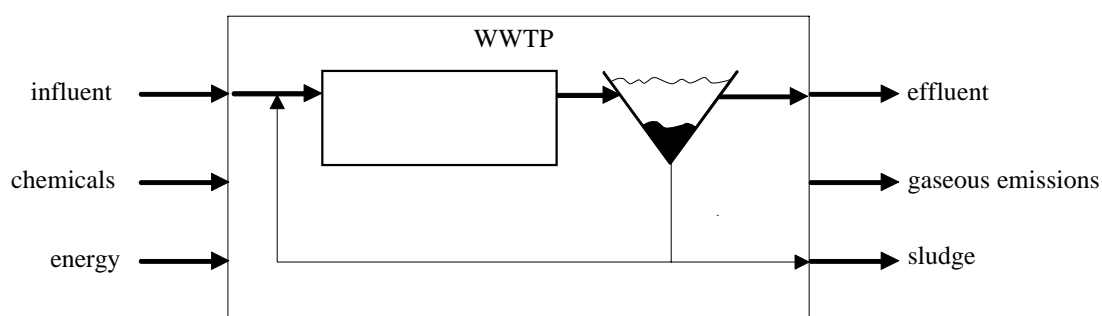 WWTP
influent
effluent
chemicals
gaseous emissions
energy
sludge